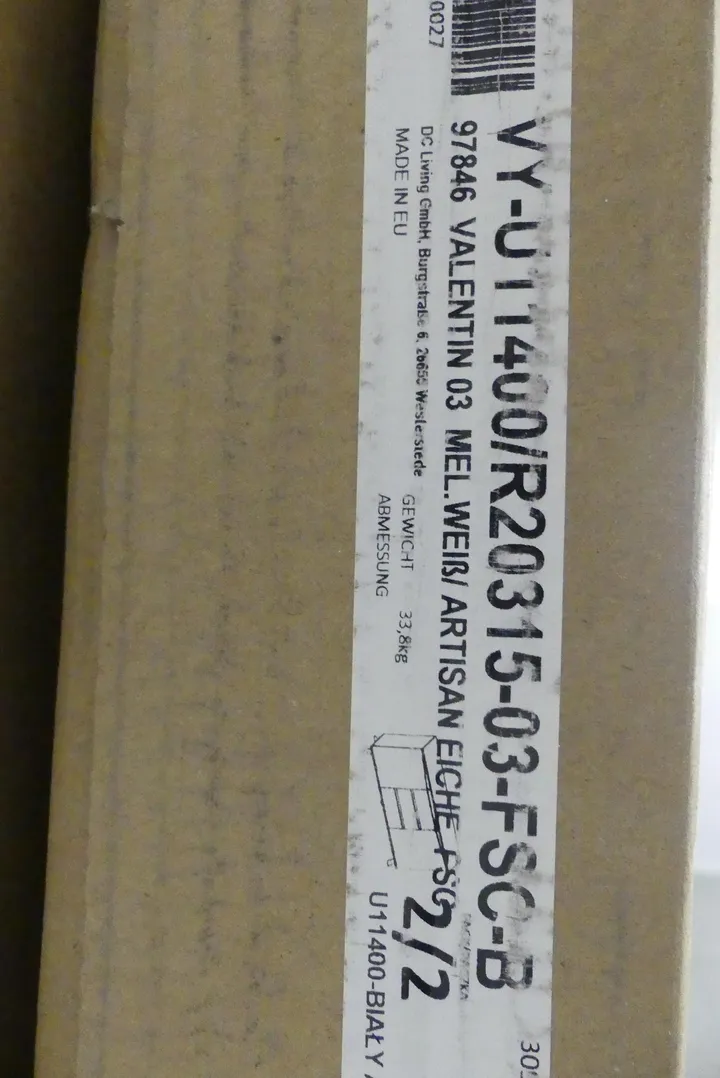 0027
VY-U11400/R20315-03-FSC-B
97846 VALENTIN 03 MEL.WEIß/ ARTISAN EICHE FSC
DC Living GmbH, Burgstraße 6, 26655 Westerstede
MADE IN EU
GEWICHT 33,8kg
ABMESSUNG
2/2
U11400-BIAŁY